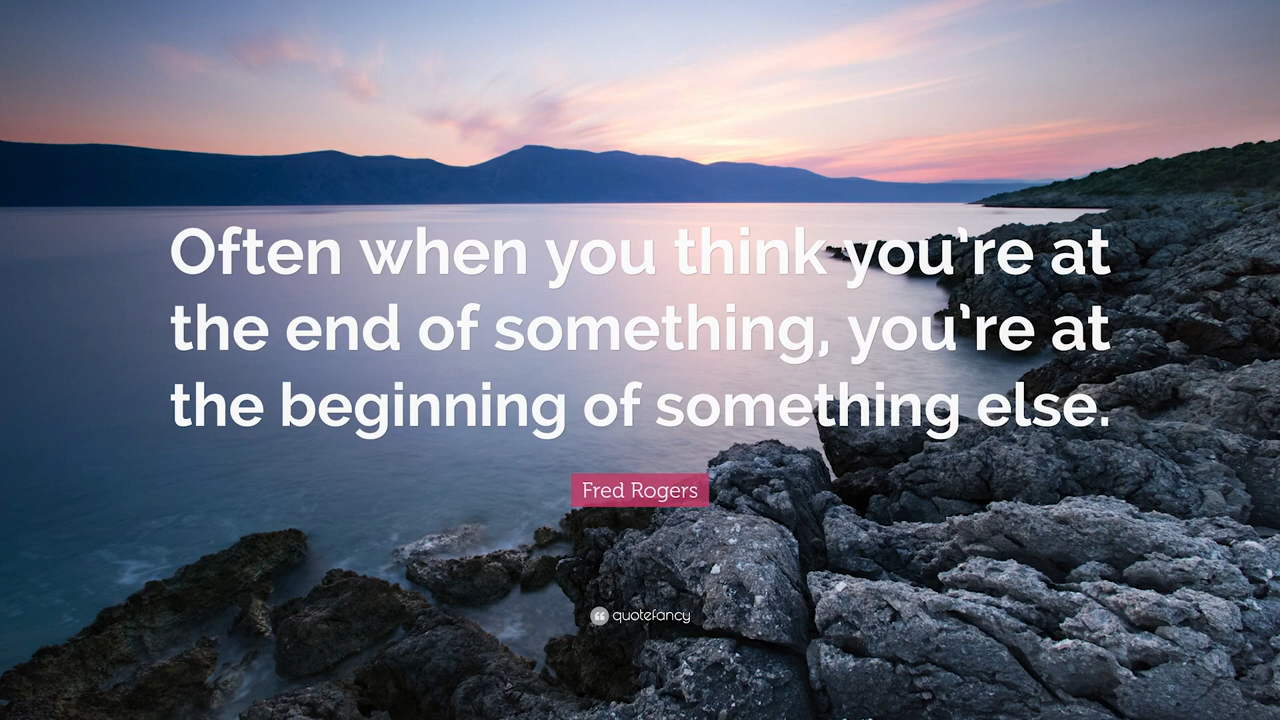 Often when you think you’re at
the end of something, you’re at
the beginning of something else.
Fred Rogers
quotefancy